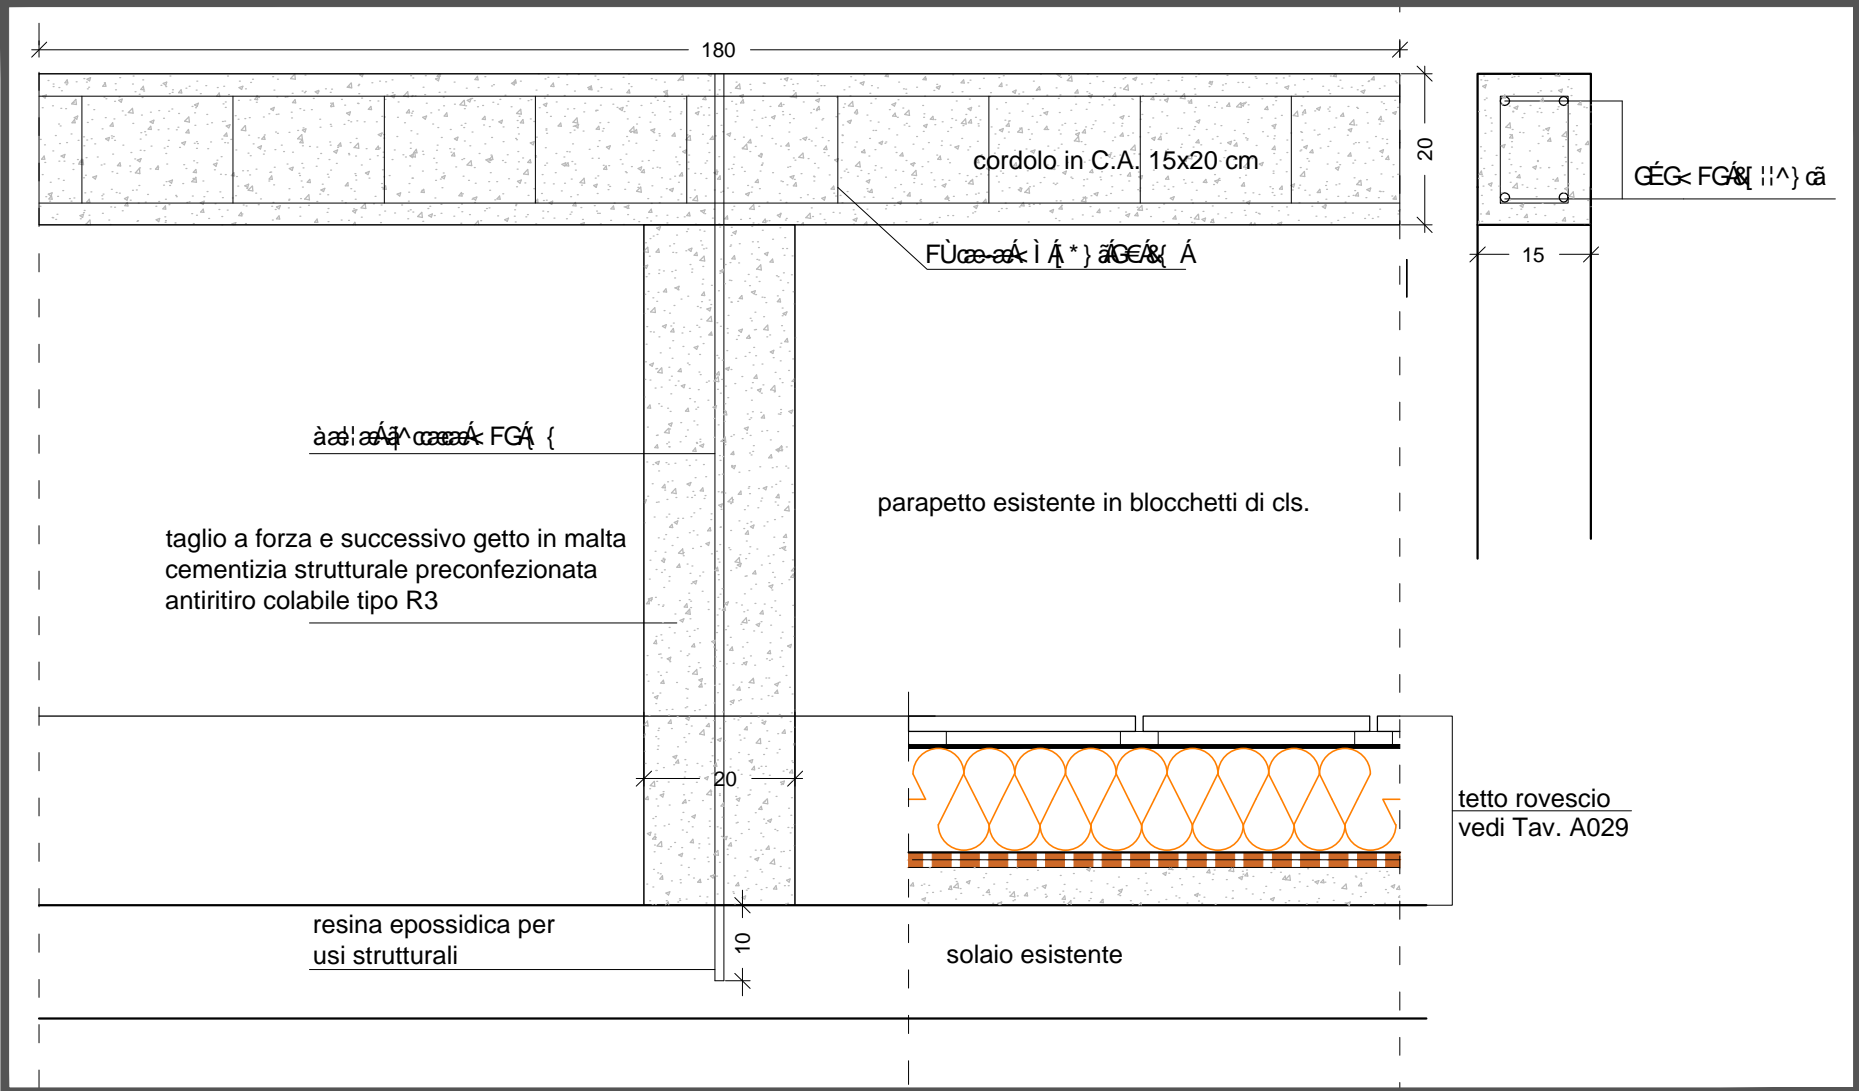 180
cordolo in C.A. 15x20 cm
20
15
parapetto esistente in blocchetti di cls.
taglio a forza e successivo getto in malta
cementizia strutturale preconfezionata
antiritiro colabile tipo R3
20
tetto rovescio
vedi Tav. A029
resina epossidica per
usi strutturali
10
solaio esistente